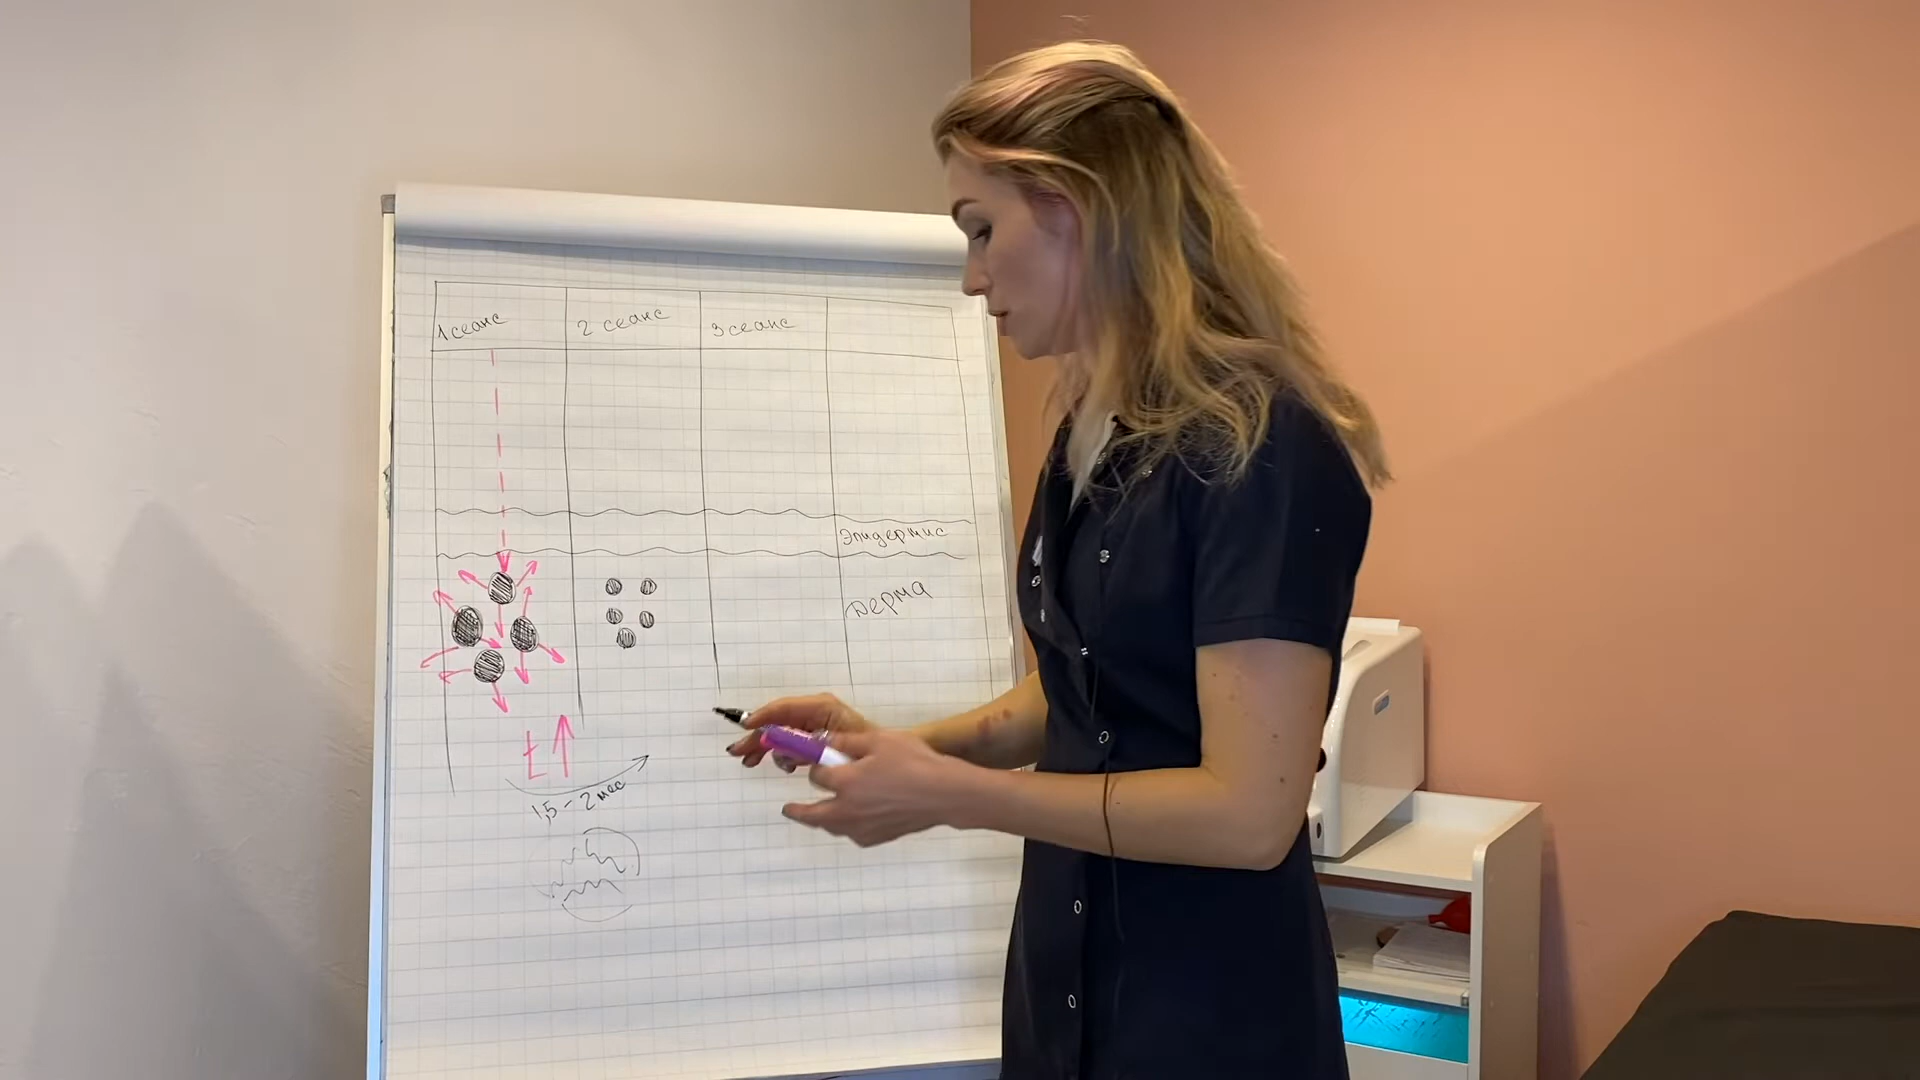 1 сеанс
2 сеанс
3 сеанс
Эпидермис
Дерма
t
1,5 - 2 мес